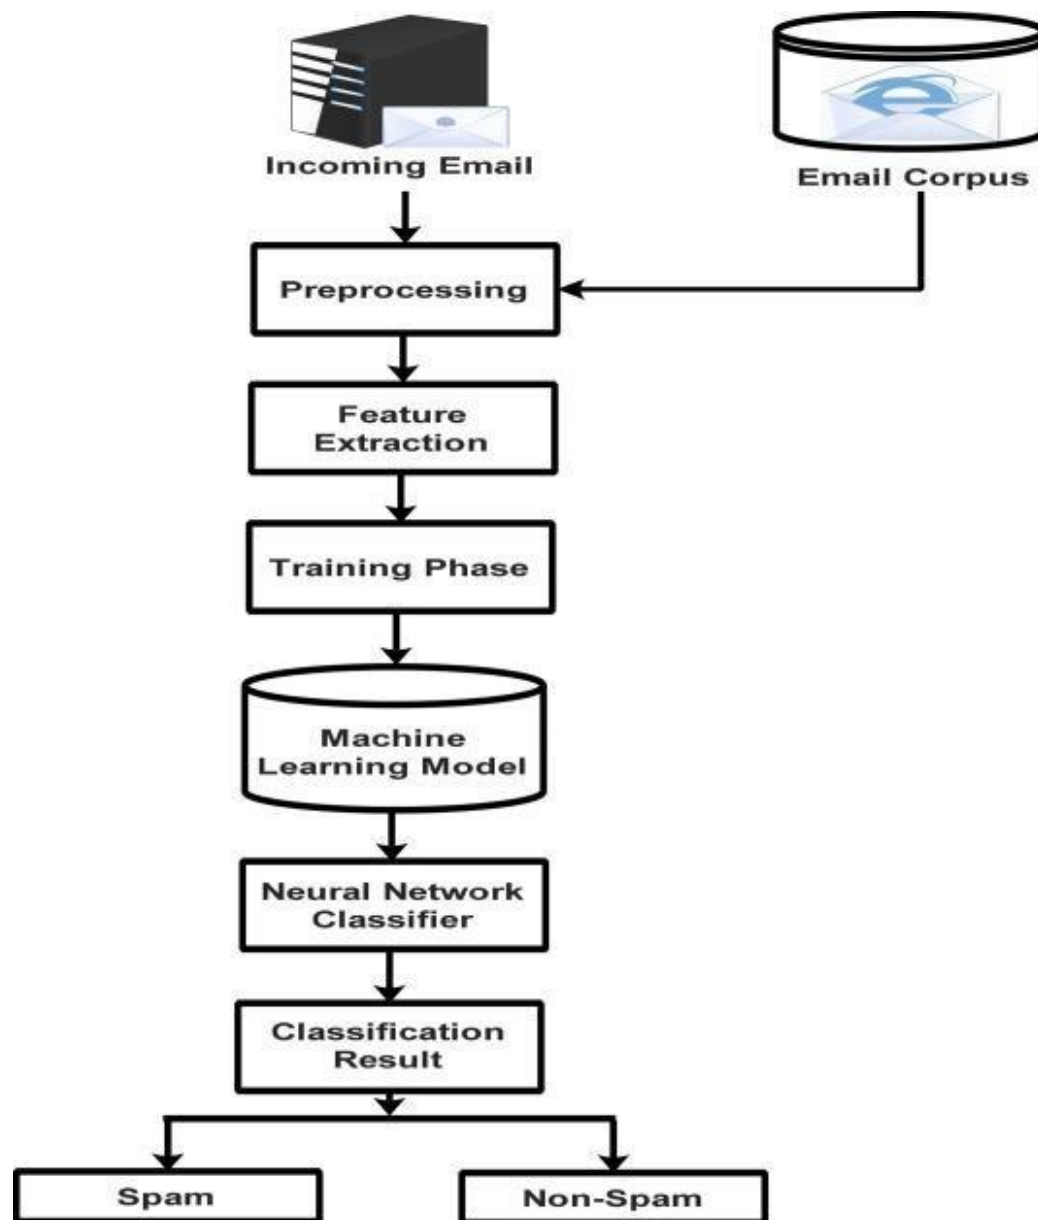 Incoming Email
Email Corpus
Preprocessing
Feature
Extraction
Training Phase
Machine
Learning Model
Neural Network
Classifier
Classification
Result
Spam
Non-Spam